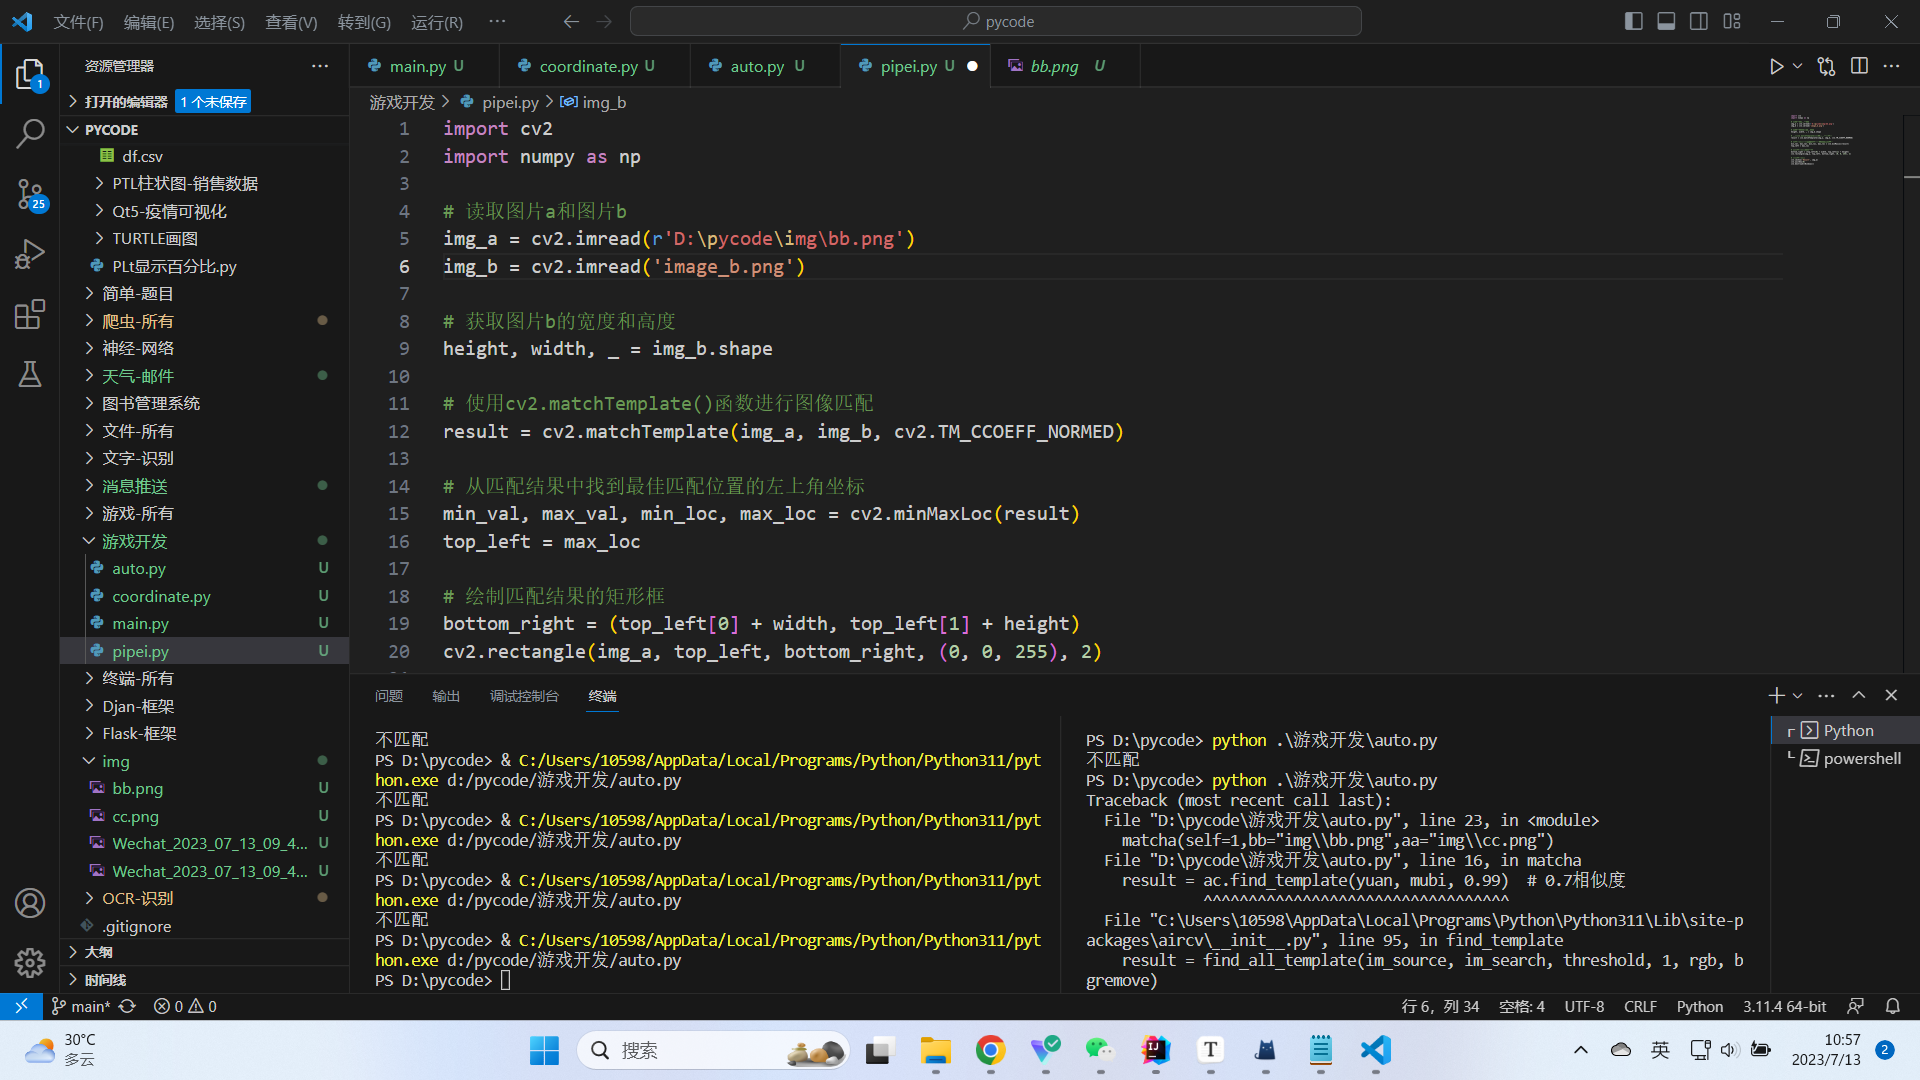 文件(F) 编辑(E) 选择(S) 查看(V) 转到(G) 运行(R) ··· pycode
资源管理器
打开的编辑器 1 个未保存
PYCODE
df.csv
PTL柱状图-销售数据
Qt5-疫情可视化
TURTLE画图
PLt显示百分比.py
简单-题目
爬虫-所有
神经-网络
天气-邮件
图书管理系统
文件-所有
文字-识别
消息推送
游戏-所有
游戏开发
auto.py U
coordinate.py U
main.py U
pipei.py U
终端-所有
Djan-框架
Flask-框架
img
bb.png U
cc.png U
Wechat_2023_07_13_09_4... U
Wechat_2023_07_13_09_4... U
OCR-识别
.gitignore
大纲
时间线
1
25
main.py U coordinate.py U auto.py U pipei.py U bb.png U
游戏开发 > pipei.py > img_b
1 import cv2
2 import numpy as np
3
4 # 读取图片a和图片b
5 img_a = cv2.imread(r'D:\pycode\img\bb.png')
6 img_b = cv2.imread('image_b.png')
7
8 # 获取图片b的宽度和高度
9 height, width, _ = img_b.shape
10
11 # 使用cv2.matchTemplate()函数进行图像匹配
12 result = cv2.matchTemplate(img_a, img_b, cv2.TM_CCOEFF_NORMED)
13
14 # 从匹配结果中找到最佳匹配位置的左上角坐标
15 min_val, max_val, min_loc, max_loc = cv2.minMaxLoc(result)
16 top_left = max_loc
17
18 # 绘制匹配结果的矩形框
19 bottom_right = (top_left[0] + width, top_left[1] + height)
20 cv2.rectangle(img_a, top_left, bottom_right, (0, 0, 255), 2)
问题 输出 调试控制台 终端
不匹配
PS D:\pycode> & C:/Users/10598/AppData/Local/Programs/Python/Python311/pyt
hon.exe d:/pycode/游戏开发/auto.py
不匹配
PS D:\pycode> & C:/Users/10598/AppData/Local/Programs/Python/Python311/pyt
hon.exe d:/pycode/游戏开发/auto.py
不匹配
PS D:\pycode> & C:/Users/10598/AppData/Local/Programs/Python/Python311/pyt
hon.exe d:/pycode/游戏开发/auto.py
不匹配
PS D:\pycode> & C:/Users/10598/AppData/Local/Programs/Python/Python311/pyt
hon.exe d:/pycode/游戏开发/auto.py
PS D:\pycode>
PS D:\pycode> python .\游戏开发\auto.py
不匹配
PS D:\pycode> python .\游戏开发\auto.py
Traceback (most recent call last):
File "D:\pycode\游戏开发\auto.py", line 23, in <module>
matcha(self=1,bb="img\\bb.png",aa="img\\cc.png")
File "D:\pycode\游戏开发\auto.py", line 16, in matcha
result = ac.find_template(yuan, mubi, 0.99) # 0.7相似度
^^^^^^^^^^^^^^^^^^^^^^^^^^^^^^^^^^
File "C:\Users\10598\AppData\Local\Programs\Python\Python311\Lib\site-p
ackages\aircv\__init__.py", line 95, in find_template
result = find_all_template(im_source, im_search, threshold, 1, rgb, b
gremove)
Python
powershell
main* 0 0 行 6，列 34 空格: 4 UTF-8 CRLF Python 3.11.4 64-bit
30°C
多云
搜索
英
10:57
2023/7/13
2